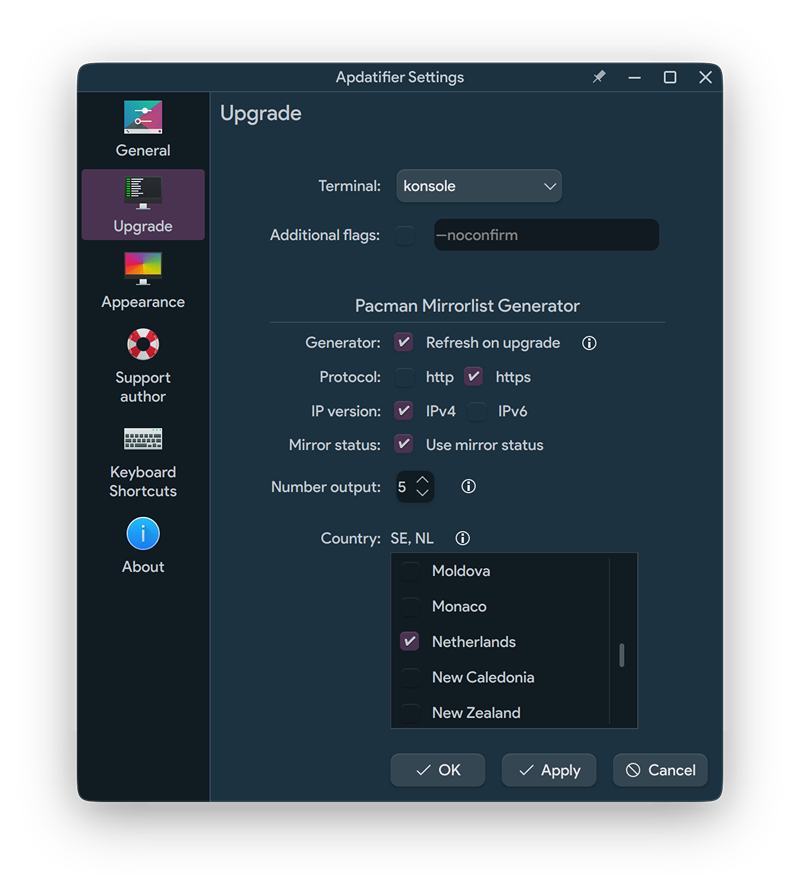 Apdatifier Settings
General
Upgrade
Appearance
Support
author
Keyboard
Shortcuts
About
Upgrade
Terminal: konsole
Additional flags: —noconfirm
Pacman Mirrorlist Generator
Generator: Refresh on upgrade
Protocol: http https
IP version: IPv4 IPv6
Mirror status: Use mirror status
Number output: 5
Country: SE, NL
Moldova
Monaco
Netherlands
New Caledonia
New Zealand
OK Apply Cancel